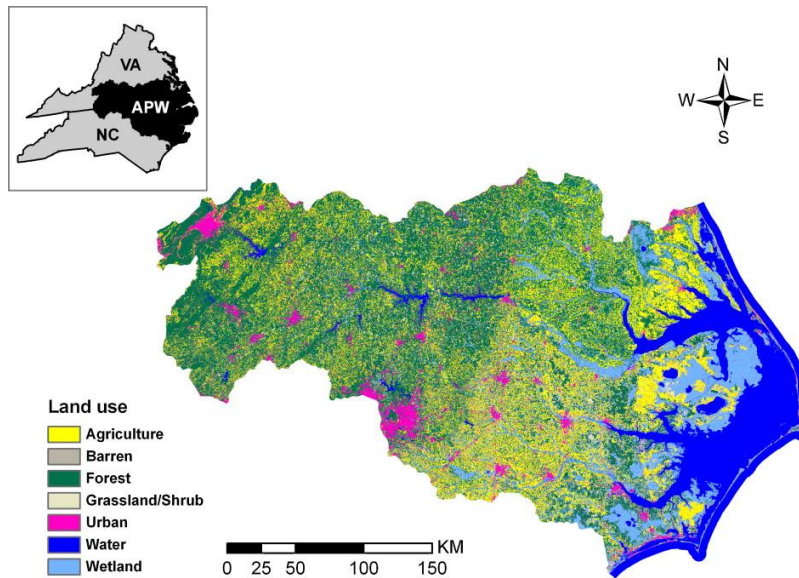 VA
APW
NC
N
W E
S
Land use
Agriculture
Barren
Forest
Grassland/Shrub
Urban
Water
Wetland
KM
0 25 50 100 150